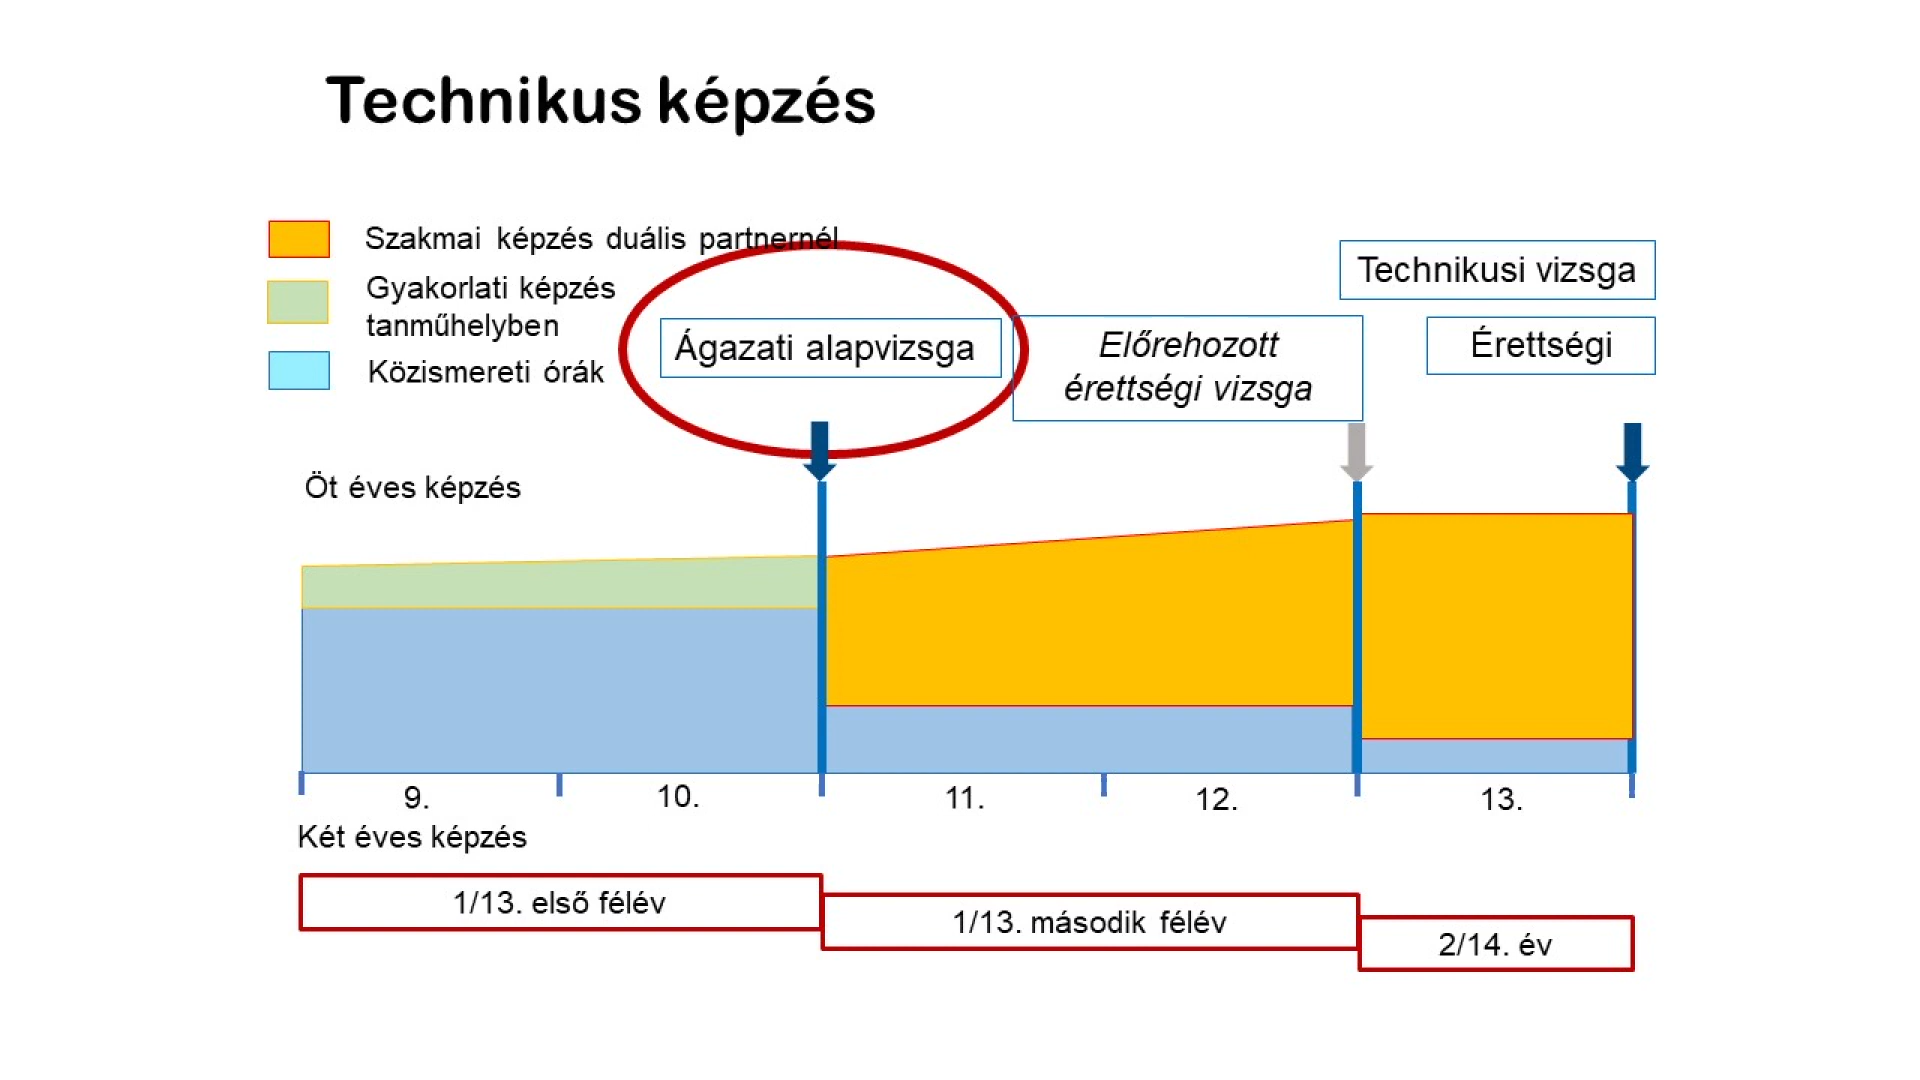 Technikus képzés
Szakmai képzés duális partnernél
Gyakorlati képzés
tanműhelyben
Közismereti órák
Ágazati alapvizsga
Előrehozott
érettségi vizsga
Technikusi vizsga
Érettségi
Öt éves képzés
9.
10.
11.
12.
13.
Két éves képzés
1/13. első félév
1/13. második félév
2/14. év